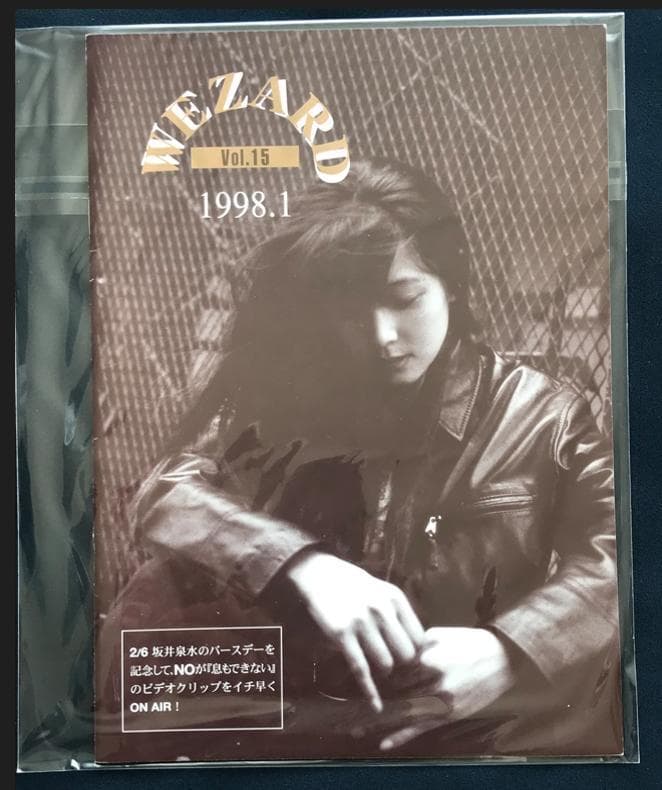 WEZARD
Vol.15
1998.1
2/6 坂井泉水のバースデーを
記念して、NOが『息もできない』
のビデオクリップをイチ早く
ON AIR！